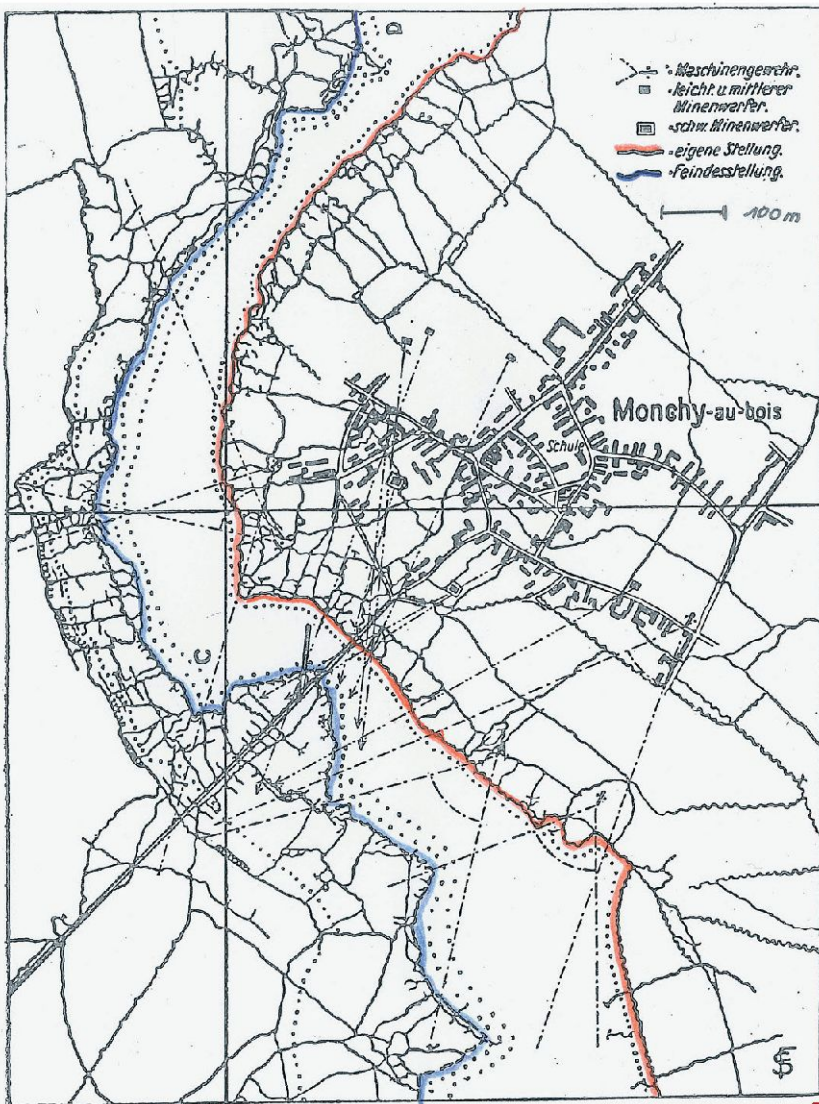 D
Maschinengewehr.
leicht. u. mittlerer
Minenwerfer.
schw. Minenwerfer.
eigene Stellung.
Feindesstellung.
100 m
Monchy-au-bois
Schule
C